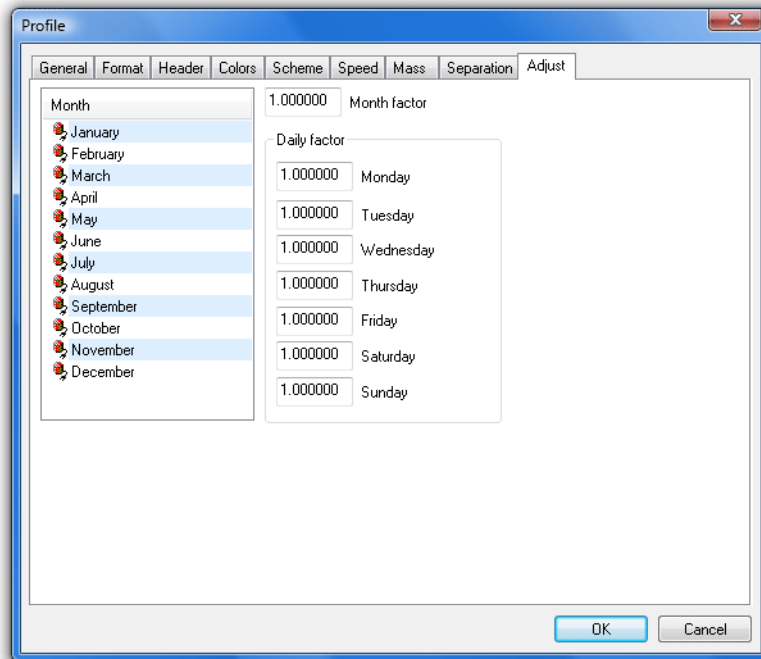 Profile
General Format Header Colors Scheme Speed Mass Separation Adjust
Month
January
February
March
April
May
June
July
August
September
October
November
December
1.000000 Month factor
Daily factor
1.000000 Monday
1.000000 Tuesday
1.000000 Wednesday
1.000000 Thursday
1.000000 Friday
1.000000 Saturday
1.000000 Sunday
OK Cancel